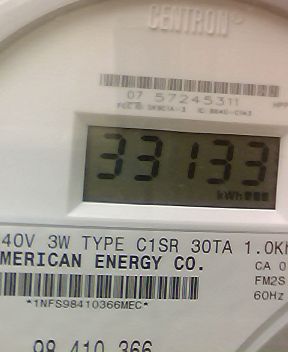 CENTRON®
07 57245311
33133
kWh
40V 3W TYPE C1SR 30TA 1.0Kh
MERICAN ENERGY CO.
CA 0
FM2S
60Hz
*1NFS98410366MEC*
98 410 366